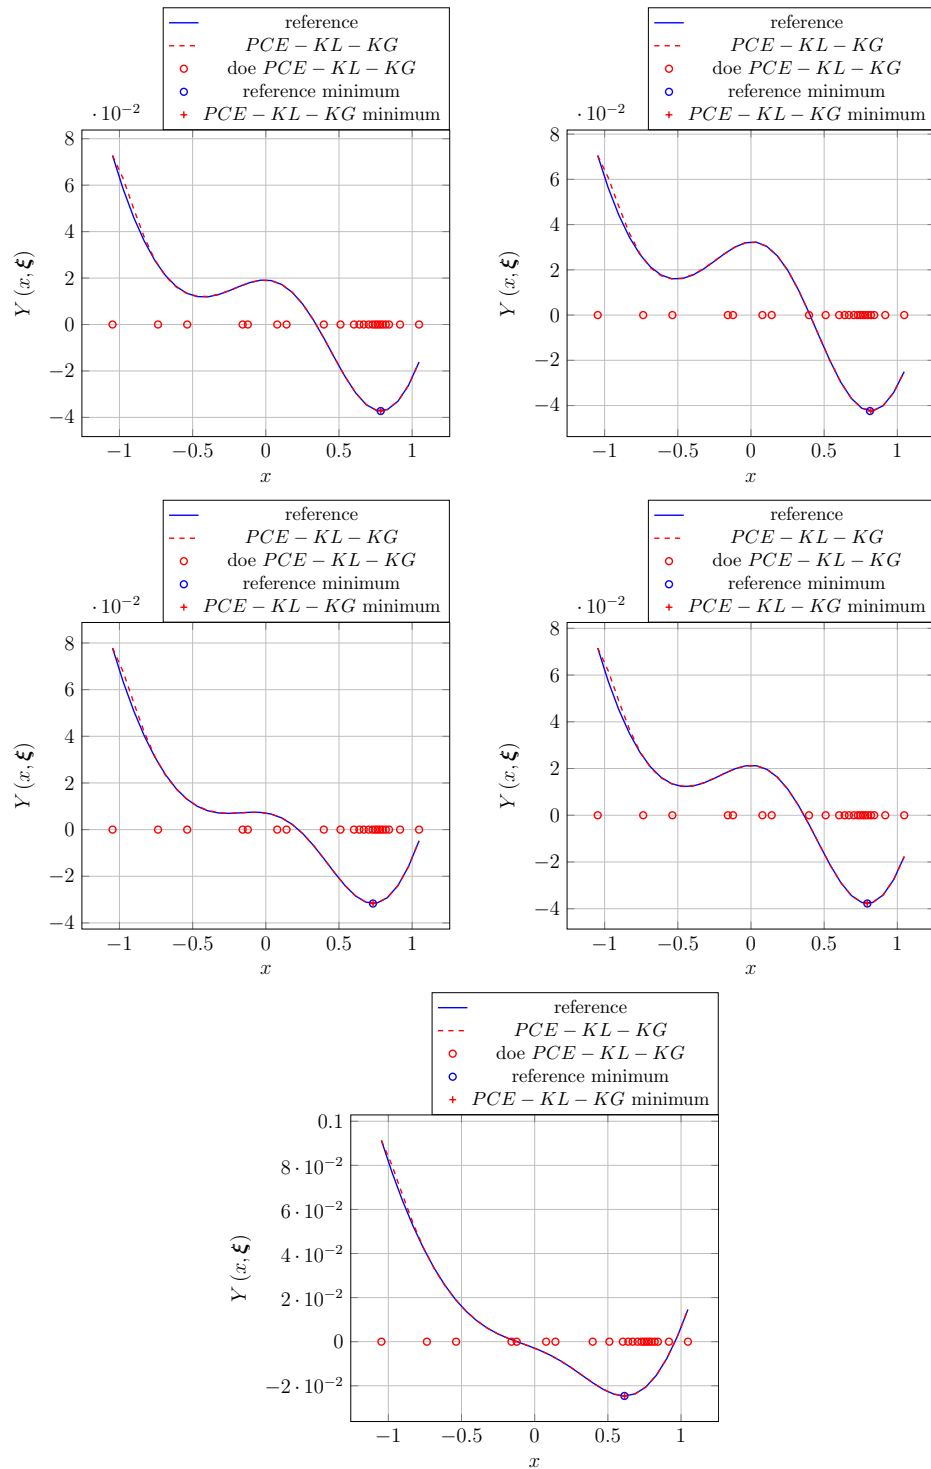 reference
PCE − KL − KG
doe PCE − KL − KG
reference minimum
PCE − KL − KG minimum
·10−2
8
6
4
2
0
−2
−4
−1
−0.5
0
0.5
1
x
Y (x, ξ)
reference
PCE − KL − KG
doe PCE − KL − KG
reference minimum
PCE − KL − KG minimum
·10−2
8
6
4
2
0
−2
−4
−1
−0.5
0
0.5
1
x
Y (x, ξ)
reference
PCE − KL − KG
doe PCE − KL − KG
reference minimum
PCE − KL − KG minimum
·10−2
8
6
4
2
0
−2
−4
−1
−0.5
0
0.5
1
x
Y (x, ξ)
reference
PCE − KL − KG
doe PCE − KL − KG
reference minimum
PCE − KL − KG minimum
·10−2
8
6
4
2
0
−2
−4
−1
−0.5
0
0.5
1
x
Y (x, ξ)
reference
PCE − KL − KG
doe PCE − KL − KG
reference minimum
PCE − KL − KG minimum
0.1
8 · 10−2
6 · 10−2
4 · 10−2
2 · 10−2
0
−2 · 10−2
−1
−0.5
0
0.5
1
x
Y (x, ξ)